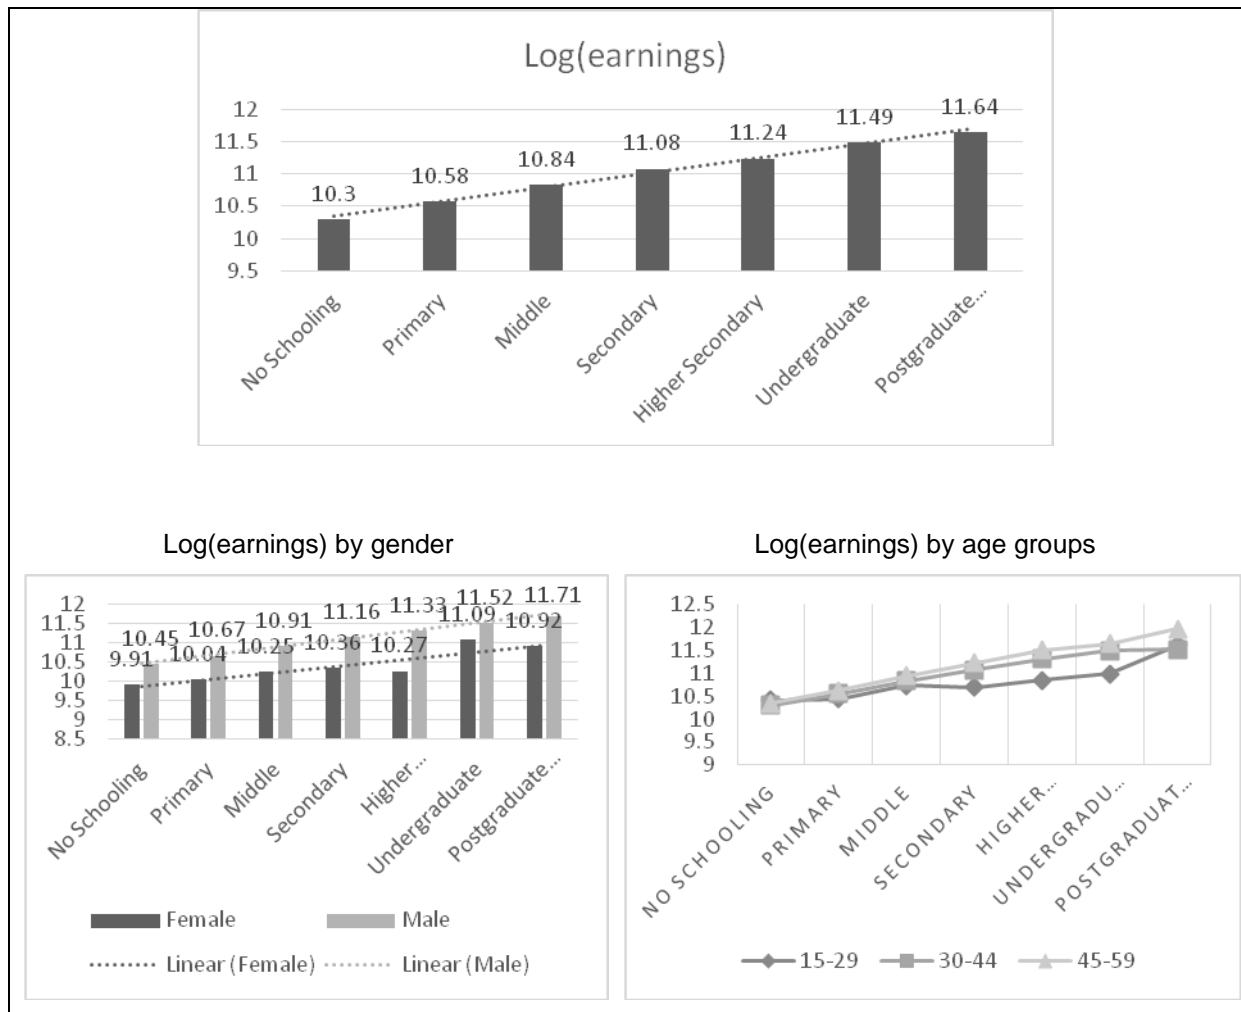 Log(earnings)
12
11.5
11
10.5
10
9.5
10.3
10.58
10.84
11.08
11.24
11.49
11.64
No Schooling
Primary
Middle
Secondary
Higher Secondary
Undergraduate
Postgraduate...
Log(earnings) by gender
12
11.5
11
10.5
10
9.5
9
8.5
9.91
10.45
10.04
10.67
10.25
10.91
10.36
11.16
10.27
11.33
11.09
11.52
10.92
11.71
No Schooling
Primary
Middle
Secondary
Higher...
Undergraduate
Postgraduate...
Female
Male
Linear (Female)
Linear (Male)
Log(earnings) by age groups
12.5
12
11.5
11
10.5
10
9.5
9
NO SCHOOLING
PRIMARY
MIDDLE
SECONDARY
HIGHER...
UNDERGRADU...
POSTGRADUAT...
15-29
30-44
45-59